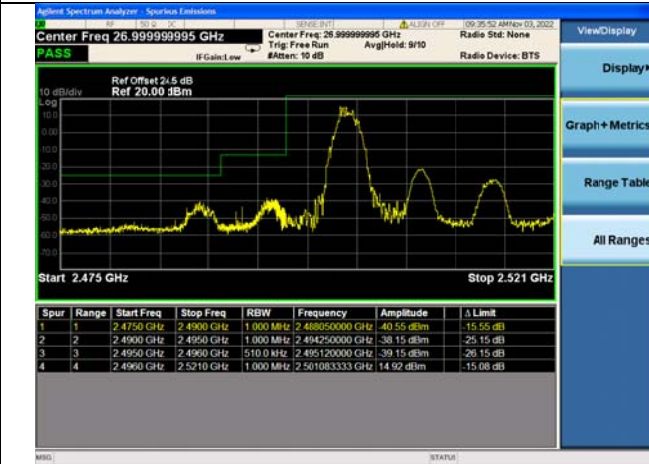 Agilent Spectrum Analyzer - Spurious Emissions
RF 50 Ω DC SENSE:INT ALIGN OFF 09:35:52 AM Nov 03, 2022
Center Freq 26.999999995 GHz
Center Freq: 26.999999995 GHz
Radio Std: None
Trig: Free Run Avg|Hold: 9/10
PASS
IFGain:Low #Atten: 10 dB Radio Device: BTS
Ref Offset 24.5 dB
10 dB/div Ref 20.00 dBm
Log
10.0
0.00
-10.0
-20.0
-30.0
-40.0
-50.0
-60.0
-70.0
Start 2.475 GHz Stop 2.521 GHz
Spur Range Start Freq Stop Freq RBW Frequency Amplitude Δ Limit
1 1 2.4750 GHz 2.4900 GHz 1.000 MHz 2.488050000 GHz -40.55 dBm -15.55 dB
2 2 2.4900 GHz 2.4950 GHz 1.000 MHz 2.494250000 GHz -38.15 dBm -25.15 dB
3 3 2.4950 GHz 2.4960 GHz 510.0 kHz 2.495120000 GHz -39.15 dBm -26.15 dB
4 4 2.4960 GHz 2.5210 GHz 1.000 MHz 2.501083333 GHz 14.92 dBm -15.08 dB
View/Display
Display
Graph+Metrics
Range Table
All Ranges
MSG STATUS